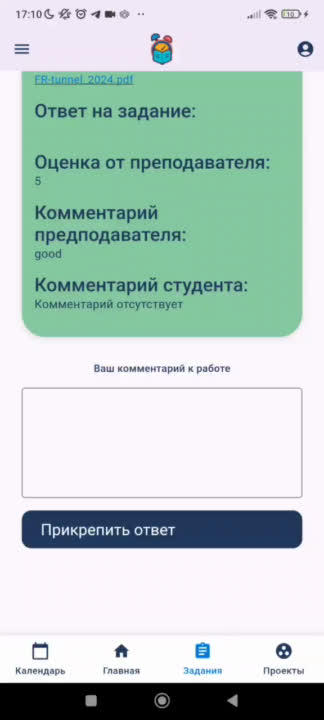 17:10
FR-tunnel_2024.pdf
Ответ на задание:
Оценка от преподавателя:
5
Комментарий
предподавателя:
good
Комментарий студента:
Комментарий отсутствует
Ваш комментарий к работе
Прикрепить ответ
Календарь Главная Задания Проекты